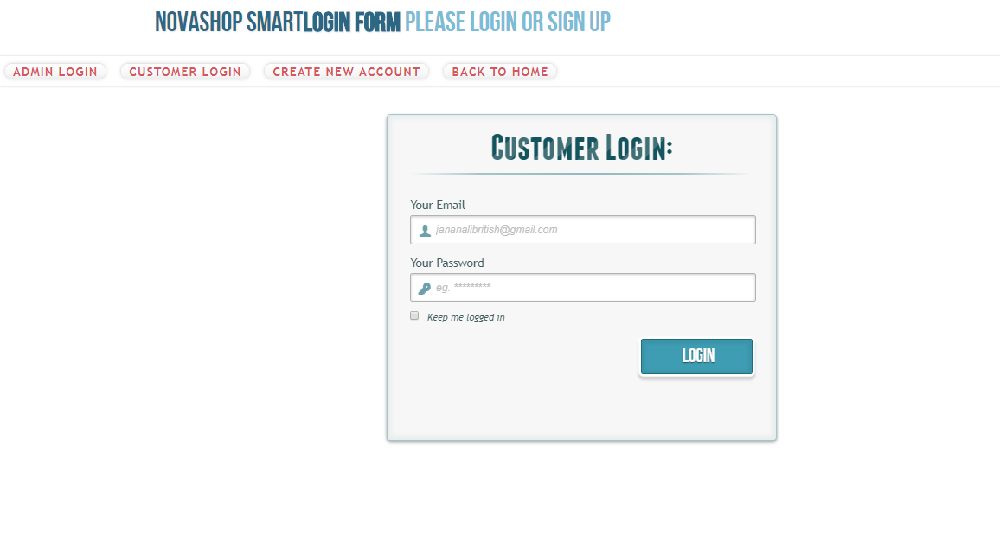 NOVASHOP SMARTLOGIN FORM PLEASE LOGIN OR SIGN UP
ADMIN LOGIN CUSTOMER LOGIN CREATE NEW ACCOUNT BACK TO HOME
Customer Login:
Your Email
jananalibritish@gmail.com
Your Password
eg. *********
Keep me logged in
LOGIN